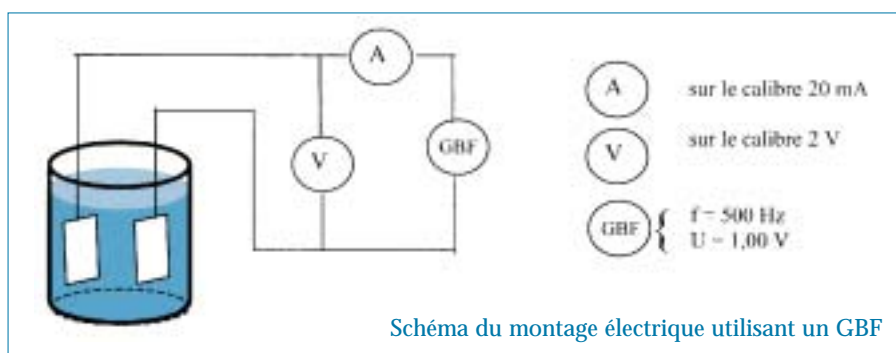 A
V
GBF
A sur le calibre 20 mA
V sur le calibre 2 V
GBF { f = 500 Hz
U = 1,00 V
Schéma du montage électrique utilisant un GBF